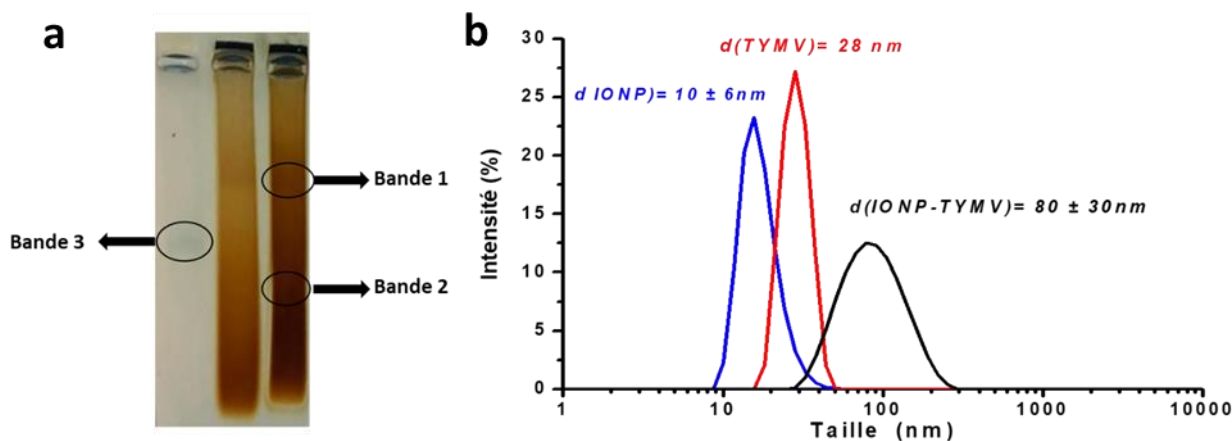 a
Bande 1
Bande 3
Bande 2
b
30
25
20
15
10
5
0
Intensité (%)
d(TYMV)= 28 nm
d IONP)= 10 ± 6nm
d(IONP-TYMV)= 80 ± 30nm
1
10
100
1000
10000
Taille (nm)